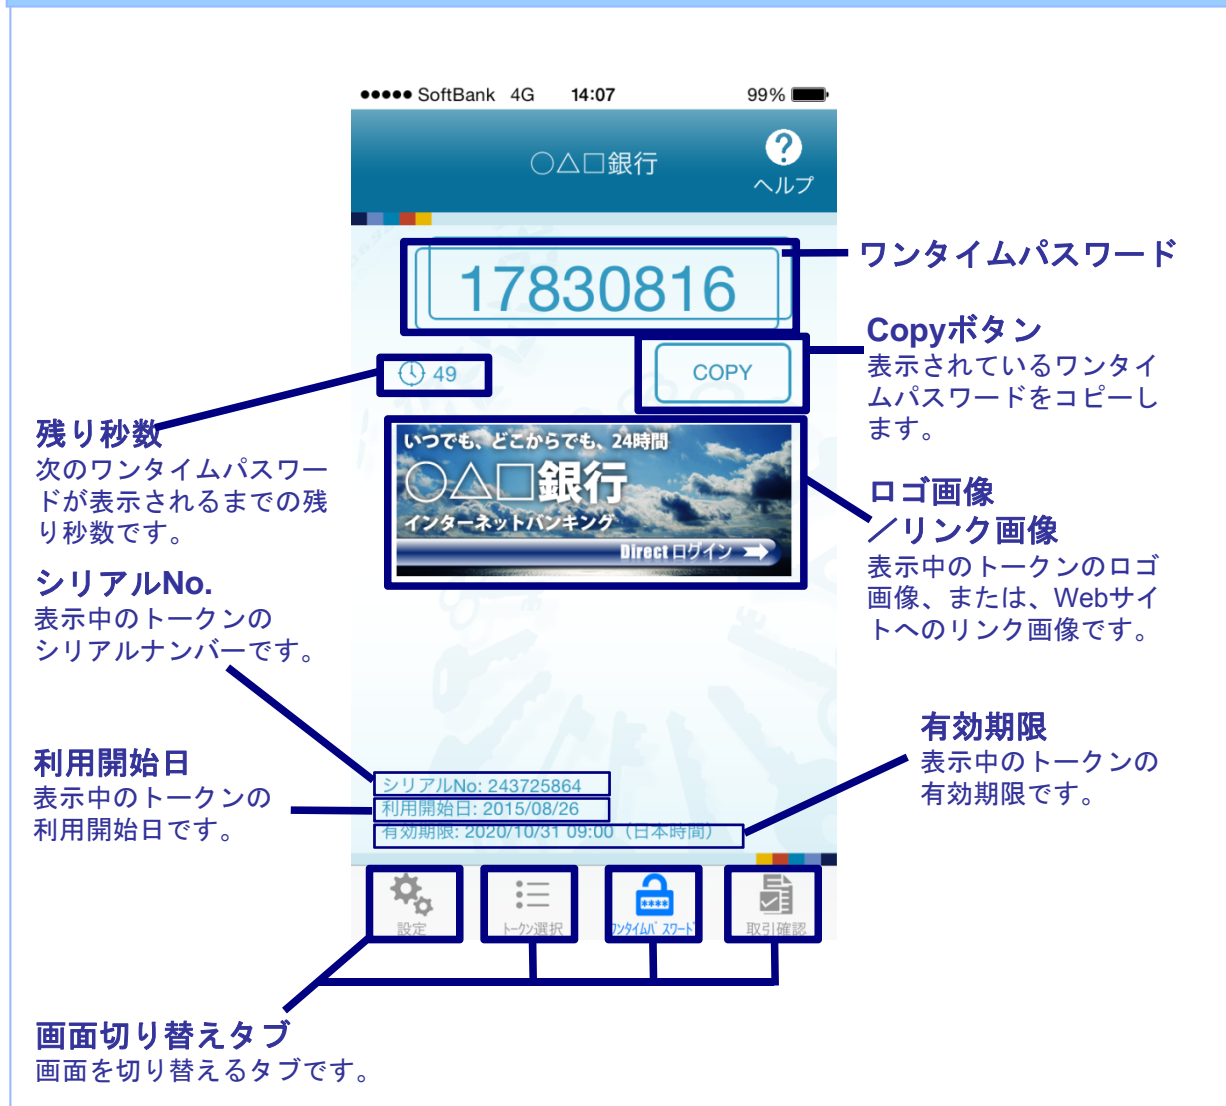 ●●●●● SoftBank 4G 14:07 99%
○△□銀行
?
ヘルプ
17830816
ワンタイムパスワード
49
COPY
Copyボタン
表示されているワンタイ
ムパスワードをコピーし
ます。
残り秒数
次のワンタイムパスワー
ドが表示されるまでの残
り秒数です。
いつでも、どこからでも、24時間
○△□銀行
インターネットバンキング
Direct ログイン
ロゴ画像
／リンク画像
表示中のトークンのロゴ
画像、または、Webサイ
トへのリンク画像です。
シリアルNo.
表示中のトークンの
シリアルナンバーです。
利用開始日
表示中のトークンの
利用開始日です。
シリアルNo: 243725864
利用開始日: 2015/08/26
有効期限: 2020/10/31 09:00（日本時間）
有効期限
表示中のトークンの
有効期限です。
****
設定
ﾄｰｸﾝ選択
ﾜﾝﾀｲﾑﾊﾟｽﾜｰﾄﾞ
取引確認
画面切り替えタブ
画面を切り替えるタブです。